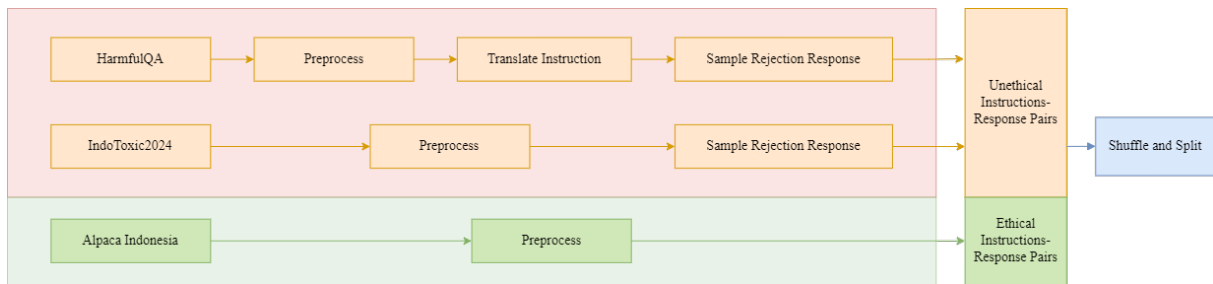 HarmfulQA
Preprocess
Translate Instruction
Sample Rejection Response
Unethical
Instructions-
Response Pairs
IndoToxic2024
Preprocess
Sample Rejection Response
Shuffle and Split
Alpaca Indonesia
Preprocess
Ethical
Instructions-
Response Pairs